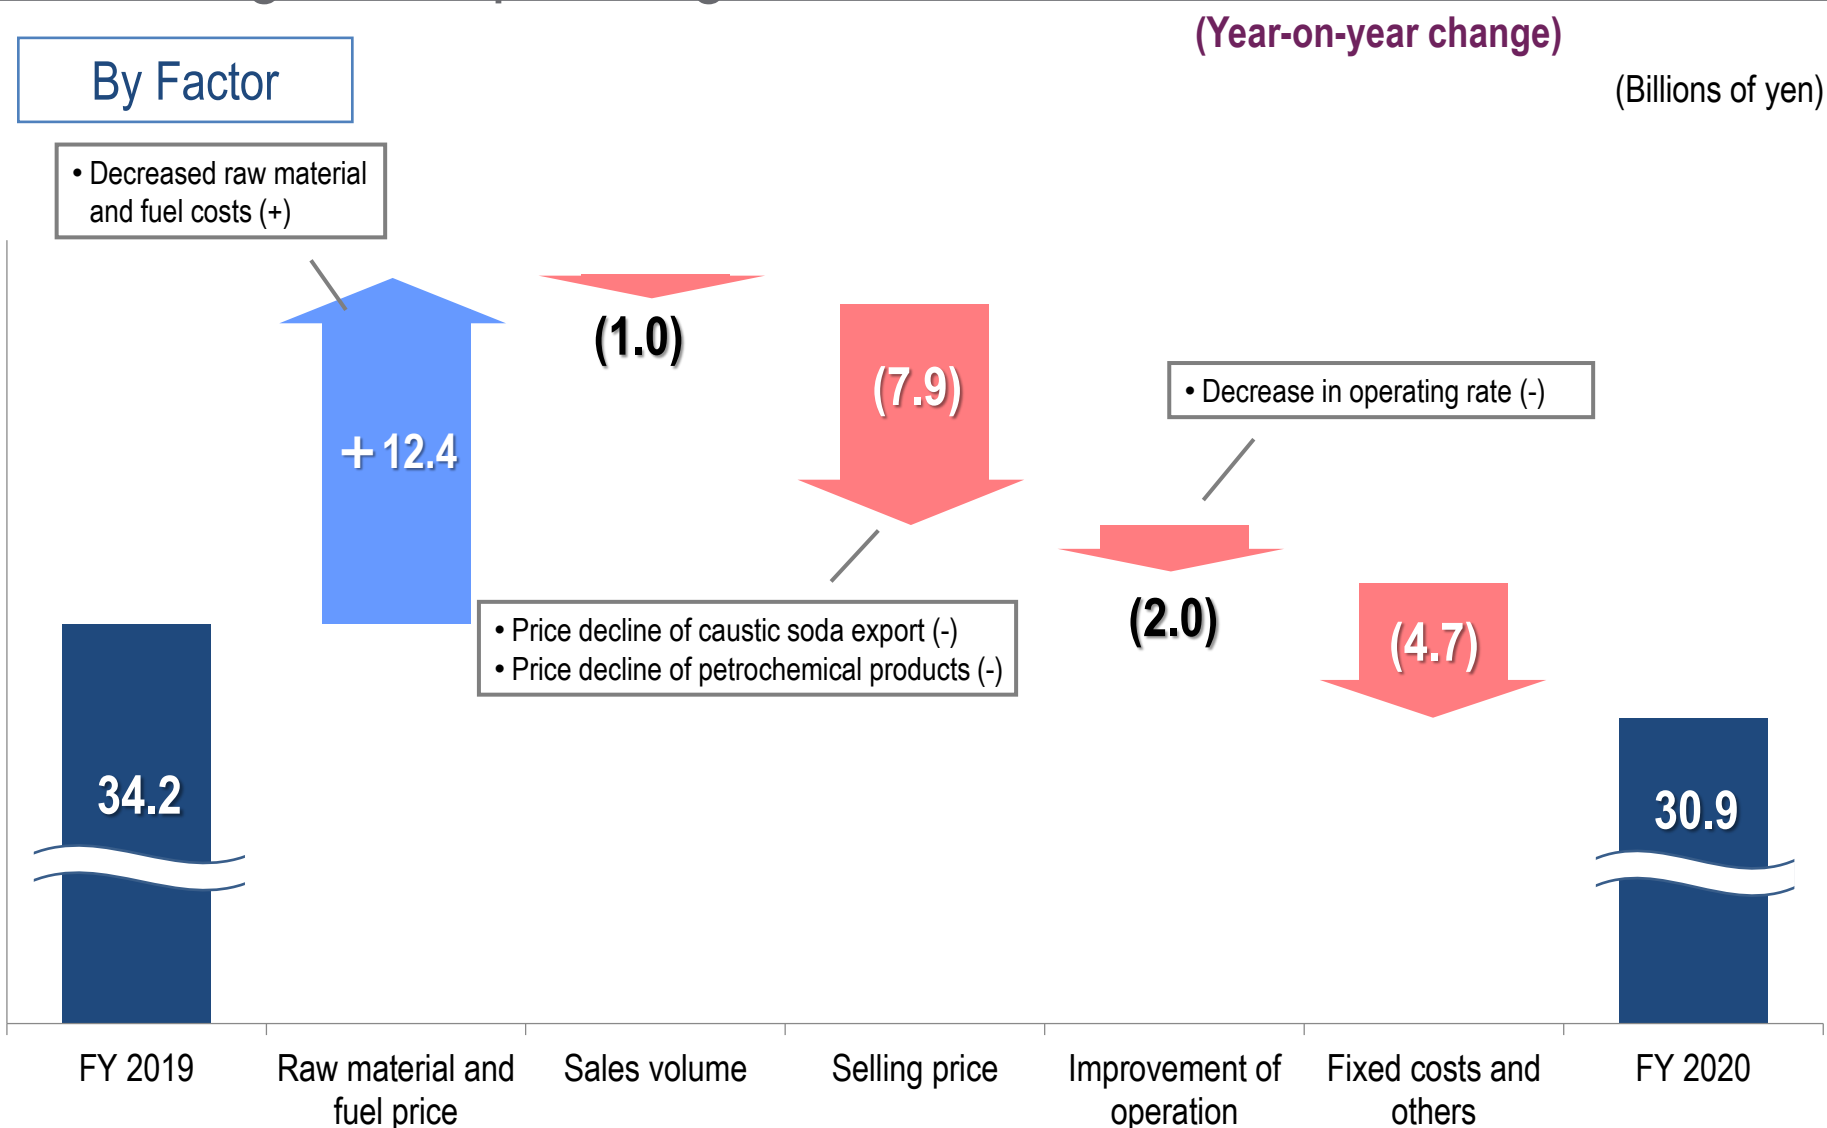 (Year-on-year change)
By Factor
(Billions of yen)
• Decreased raw material
and fuel costs (+)
(1.0)
(7.9)
• Decrease in operating rate (-)
+12.4
• Price decline of caustic soda export (-)
• Price decline of petrochemical products (-)
(2.0)
(4.7)
34.2
30.9
FY 2019
Raw material and
fuel price
Sales volume
Selling price
Improvement of
operation
Fixed costs and
others
FY 2020